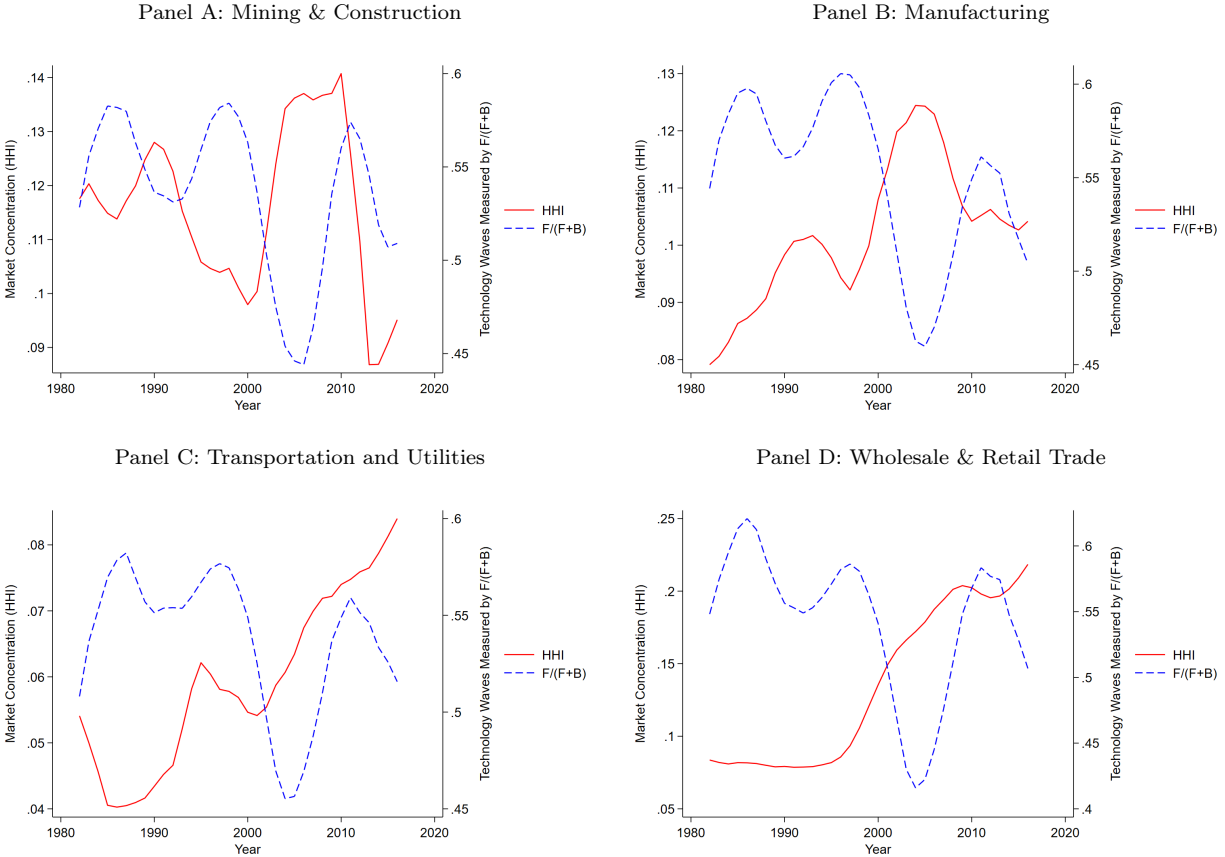 Panel A: Mining & Construction
Market Concentration (HHI)
.14
.13
.12
.11
.1
.09
.6
.55
.5
.45
Technology Waves Measured by F/(F+B)
1980
1990
2000
2010
2020
Year
HHI
F/(F+B)
Panel B: Manufacturing
Market Concentration (HHI)
.13
.12
.11
.1
.09
.08
.6
.55
.5
.45
Technology Waves Measured by F/(F+B)
1980
1990
2000
2010
2020
Year
HHI
F/(F+B)
Panel C: Transportation and Utilities
Market Concentration (HHI)
.08
.07
.06
.05
.04
.6
.55
.5
.45
Technology Waves Measured by F/(F+B)
1980
1990
2000
2010
2020
Year
HHI
F/(F+B)
Panel D: Wholesale & Retail Trade
Market Concentration (HHI)
.25
.2
.15
.1
.05
.6
.55
.5
.45
.4
Technology Waves Measured by F/(F+B)
1980
1990
2000
2010
2020
Year
HHI
F/(F+B)